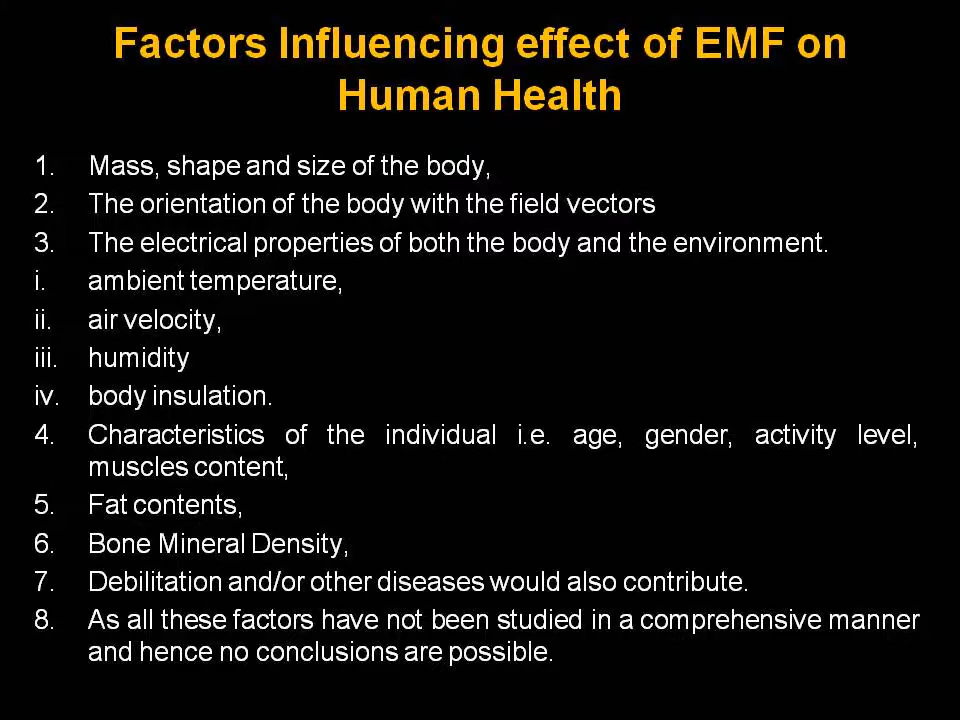 Factors Influencing effect of EMF on
Human Health
1. Mass, shape and size of the body,
2. The orientation of the body with the field vectors
3. The electrical properties of both the body and the environment.
i. ambient temperature,
ii. air velocity,
iii. humidity
iv. body insulation.
4. Characteristics of the individual i.e. age, gender, activity level,
muscles content,
5. Fat contents,
6. Bone Mineral Density,
7. Debilitation and/or other diseases would also contribute.
8. As all these factors have not been studied in a comprehensive manner
and hence no conclusions are possible.